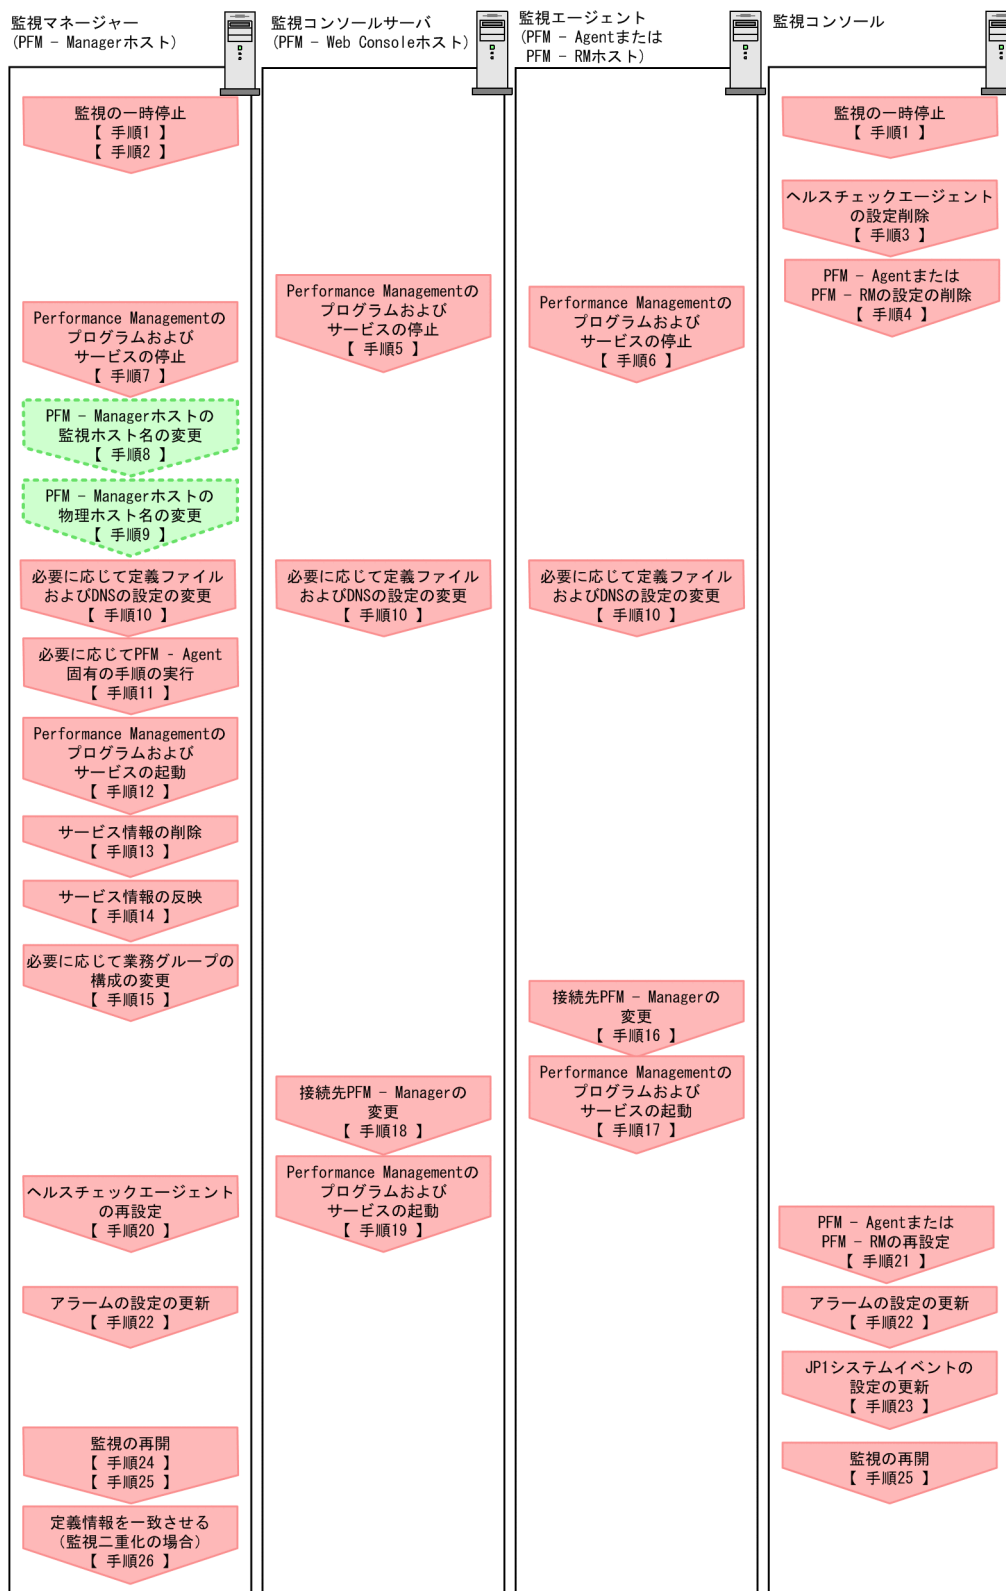 監視マネージャー
(PFM - Managerホスト)
監視コンソールサーバ
(PFM - Web Consoleホスト)
監視エージェント
(PFM - Agentまたは
PFM - RMホスト)
監視コンソール
監視の一時停止
【 手順1 】
【 手順2 】
監視の一時停止
【 手順1 】
ヘルスチェックエージェント
の設定削除
【 手順3 】
PFM - Agentまたは
PFM - RMの設定の削除
【 手順4 】
Performance Managementの
プログラムおよび
サービスの停止
【 手順5 】
Performance Managementの
プログラムおよび
サービスの停止
【 手順6 】
Performance Managementの
プログラムおよび
サービスの停止
【 手順7 】
PFM - Managerホストの
監視ホスト名の変更
【 手順8 】
PFM - Managerホストの
物理ホスト名の変更
【 手順9 】
必要に応じて定義ファイル
およびDNSの設定の変更
【 手順10 】
必要に応じて定義ファイル
およびDNSの設定の変更
【 手順10 】
必要に応じて定義ファイル
およびDNSの設定の変更
【 手順10 】
必要に応じてPFM - Agent
固有の手順の実行
【 手順11 】
Performance Managementの
プログラムおよび
サービスの起動
【 手順12 】
サービス情報の削除
【 手順13 】
サービス情報の反映
【 手順14 】
必要に応じて業務グループの
構成の変更
【 手順15 】
接続先PFM - Managerの
変更
【 手順16 】
Performance Managementの
プログラムおよび
サービスの起動
【 手順17 】
接続先PFM - Managerの
変更
【 手順18 】
Performance Managementの
プログラムおよび
サービスの起動
【 手順19 】
ヘルスチェックエージェント
の再設定
【 手順20 】
PFM - Agentまたは
PFM - RMの再設定
【 手順21 】
アラームの設定の更新
【 手順22 】
アラームの設定の更新
【 手順22 】
JP1システムイベントの
設定の更新
【 手順23 】
監視の再開
【 手順24 】
【 手順25 】
監視の再開
【 手順25 】
定義情報を一致させる
(監視二重化の場合)
【 手順26 】